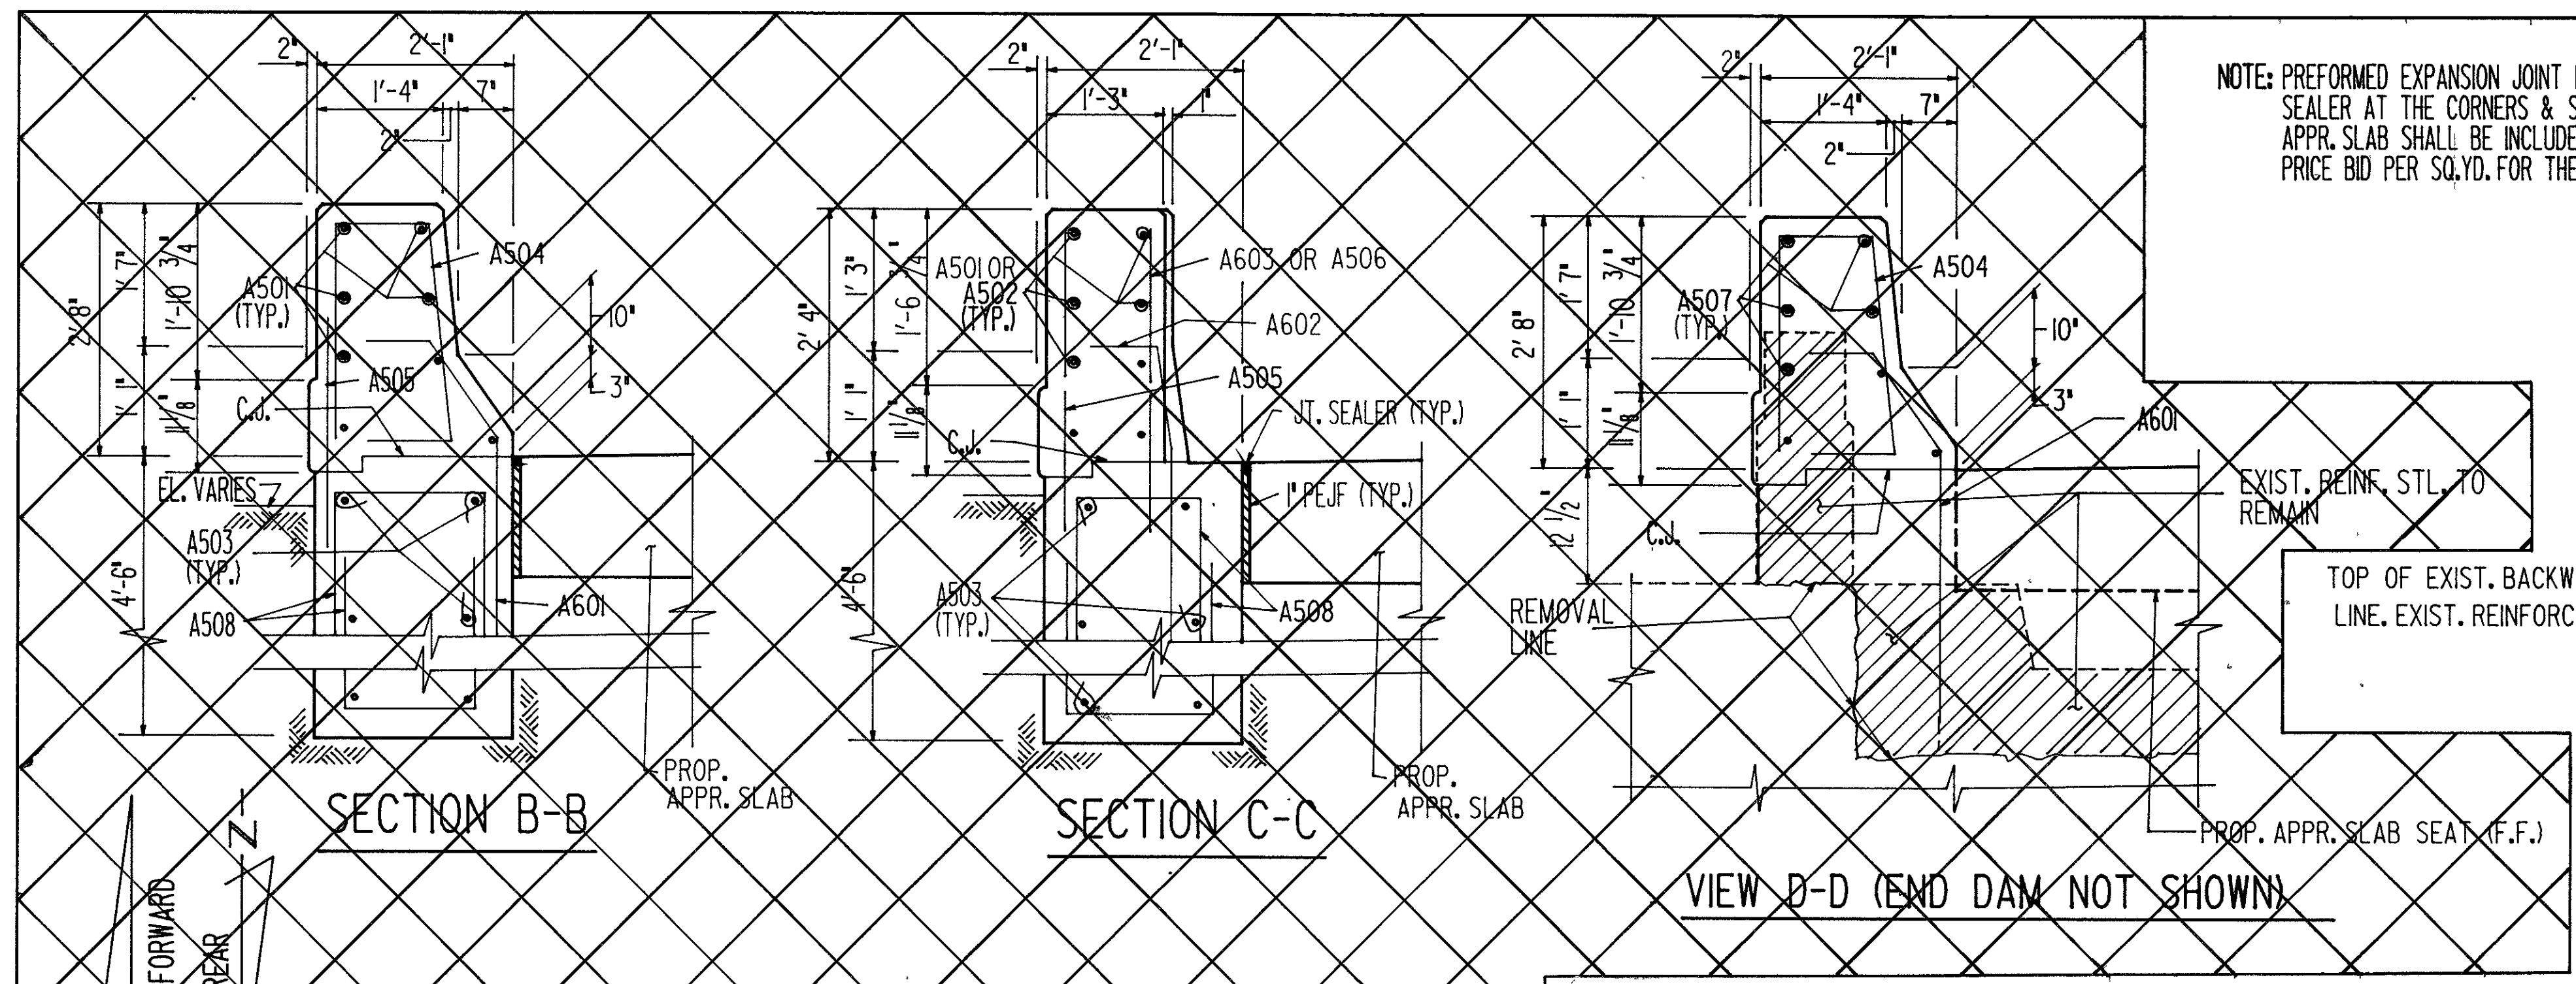 2"
2'-1"
1'-4"
7"
2"
2'-8"
1'7"
1'-10 3/4"
1'1"
11 1/8"
4'-6"
A501
(TYP.)
A504
A505
C.J.
10"
3"
EL. VARIES
A503
(TYP.)
A508
A601
PROP.
APPR. SLAB
SECTION B-B
FORWARD
REAR
N
2"
2'-1"
1'-3"
1"
2'4"
1'3"
1'-6 3/4"
1'1"
11 1/8"
4'-6"
A501 OR
A502
(TYP.)
A603 OR A506
A602
A505
C.J.
JT. SEALER (TYP.)
1" PEJF (TYP.)
A503
(TYP.)
A508
PROP.
APPR. SLAB
SECTION C-C
2"
2'-1"
1'-4"
7"
2"
2'8"
1'7"
1'-10 3/4"
1'1"
11 1/8"
12 1/2"
A507
(TYP.)
A504
10"
3"
A601
C.J.
EXIST. REINF. STL. TO
REMAIN
REMOVAL
LINE
PROP. APPR. SLAB SEAT (F.F.)
VIEW D-D (END DAM NOT SHOWN)
NOTE: PREFORMED EXPANSION JOINT
SEALER AT THE CORNERS & S
APPR. SLAB SHALL BE INCLUDE
PRICE BID PER SQ.YD. FOR THE
TOP OF EXIST. BACKW
LINE. EXIST. REINFORC